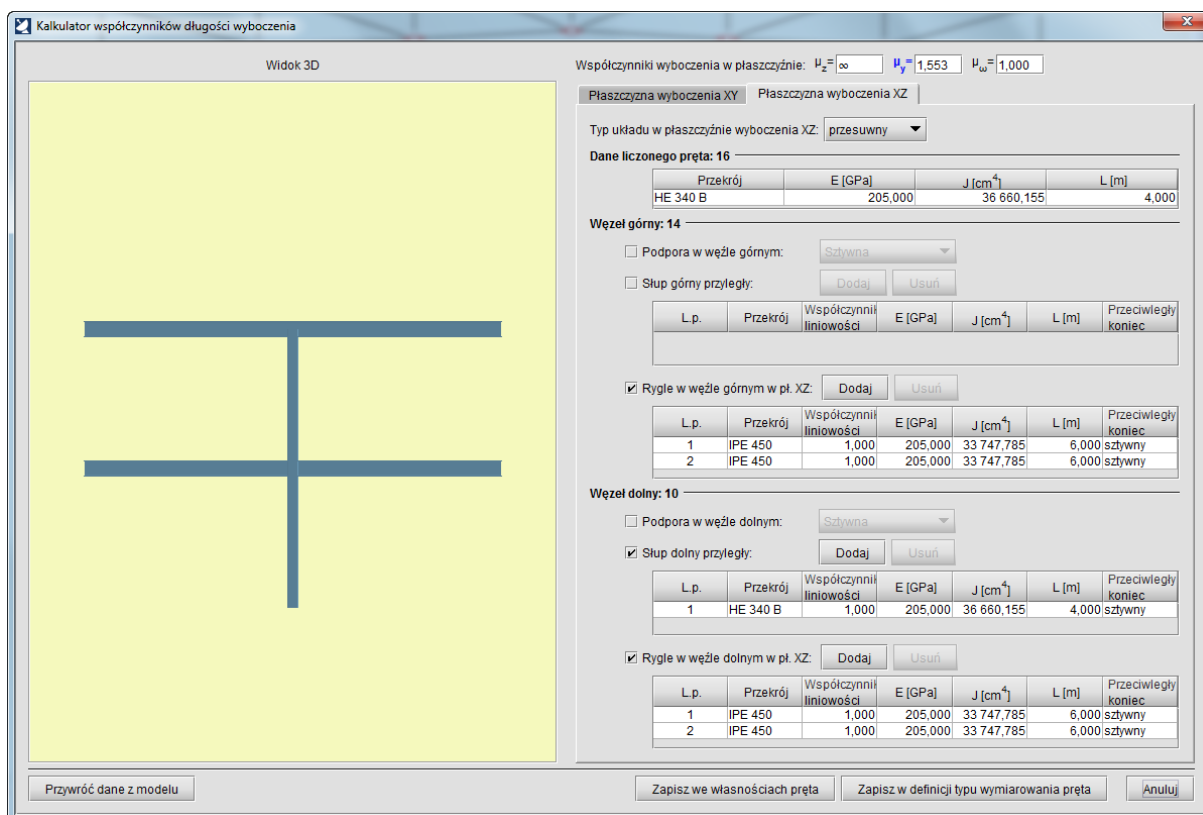 Kalkulator współczynników długości wyboczenia
Widok 3D
Współczynniki wyboczenia w płaszczyźnie: μz= ∞ μy= 1,553 μω= 1,000
Płaszczyzna wyboczenia XY Płaszczyzna wyboczenia XZ
Typ układu w płaszczyźnie wyboczenia XZ: przesuwny
Dane liczonego pręta: 16
Przekrój E [GPa] J [cm4] L [m]
HE 340 B 205,000 36 660,155 4,000
Węzeł górny: 14
Podpora w węźle górnym: Sztywna
Słup górny przyległy: Dodaj Usuń
L.p. Przekrój Współczynnik liniowości E [GPa] J [cm4] L [m] Przeciwległy koniec
Rygle w węźle górnym w pł. XZ: Dodaj Usuń
L.p. Przekrój Współczynnik liniowości E [GPa] J [cm4] L [m] Przeciwległy koniec
1 IPE 450 1,000 205,000 33 747,785 6,000 sztywny
2 IPE 450 1,000 205,000 33 747,785 6,000 sztywny
Węzeł dolny: 10
Podpora w węźle dolnym: Sztywna
Słup dolny przyległy: Dodaj Usuń
L.p. Przekrój Współczynnik liniowości E [GPa] J [cm4] L [m] Przeciwległy koniec
1 HE 340 B 1,000 205,000 36 660,155 4,000 sztywny
Rygle w węźle dolnym w pł. XZ: Dodaj Usuń
L.p. Przekrój Współczynnik liniowości E [GPa] J [cm4] L [m] Przeciwległy koniec
1 IPE 450 1,000 205,000 33 747,785 6,000 sztywny
2 IPE 450 1,000 205,000 33 747,785 6,000 sztywny
Przywróć dane z modelu Zapisz we własnościach pręta Zapisz w definicji typu wymiarowania pręta Anuluj